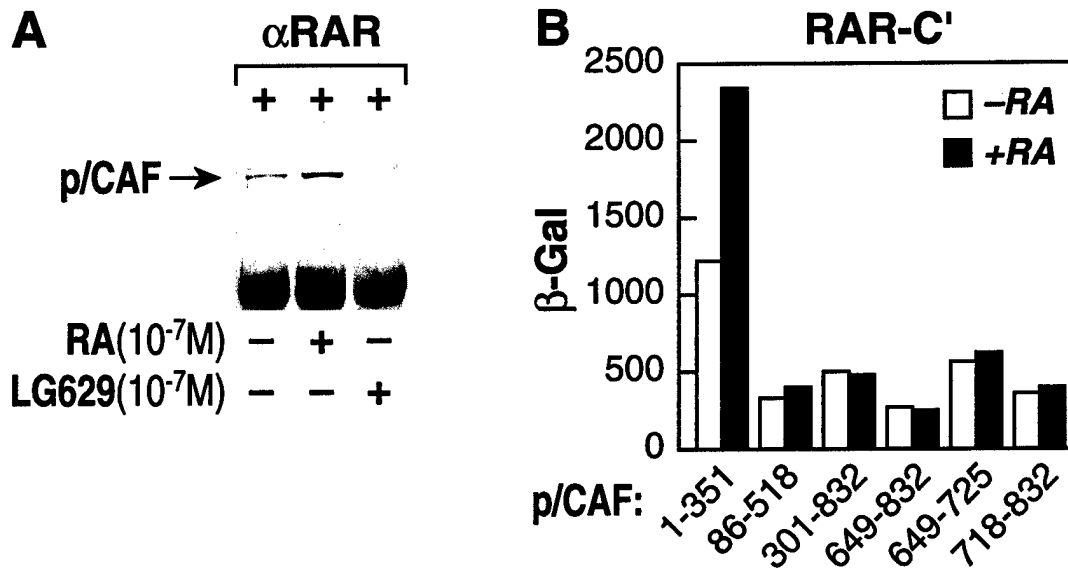 A
αRAR
+ + +
p/CAF
RA(10⁻⁷M) – + –
LG629(10⁻⁷M) – – +
B
RAR-C'
β-Gal
2500
2000
1500
1000
500
0
–RA
+RA
p/CAF: 1-351 86-518 301-832 649-832 649-725 718-832